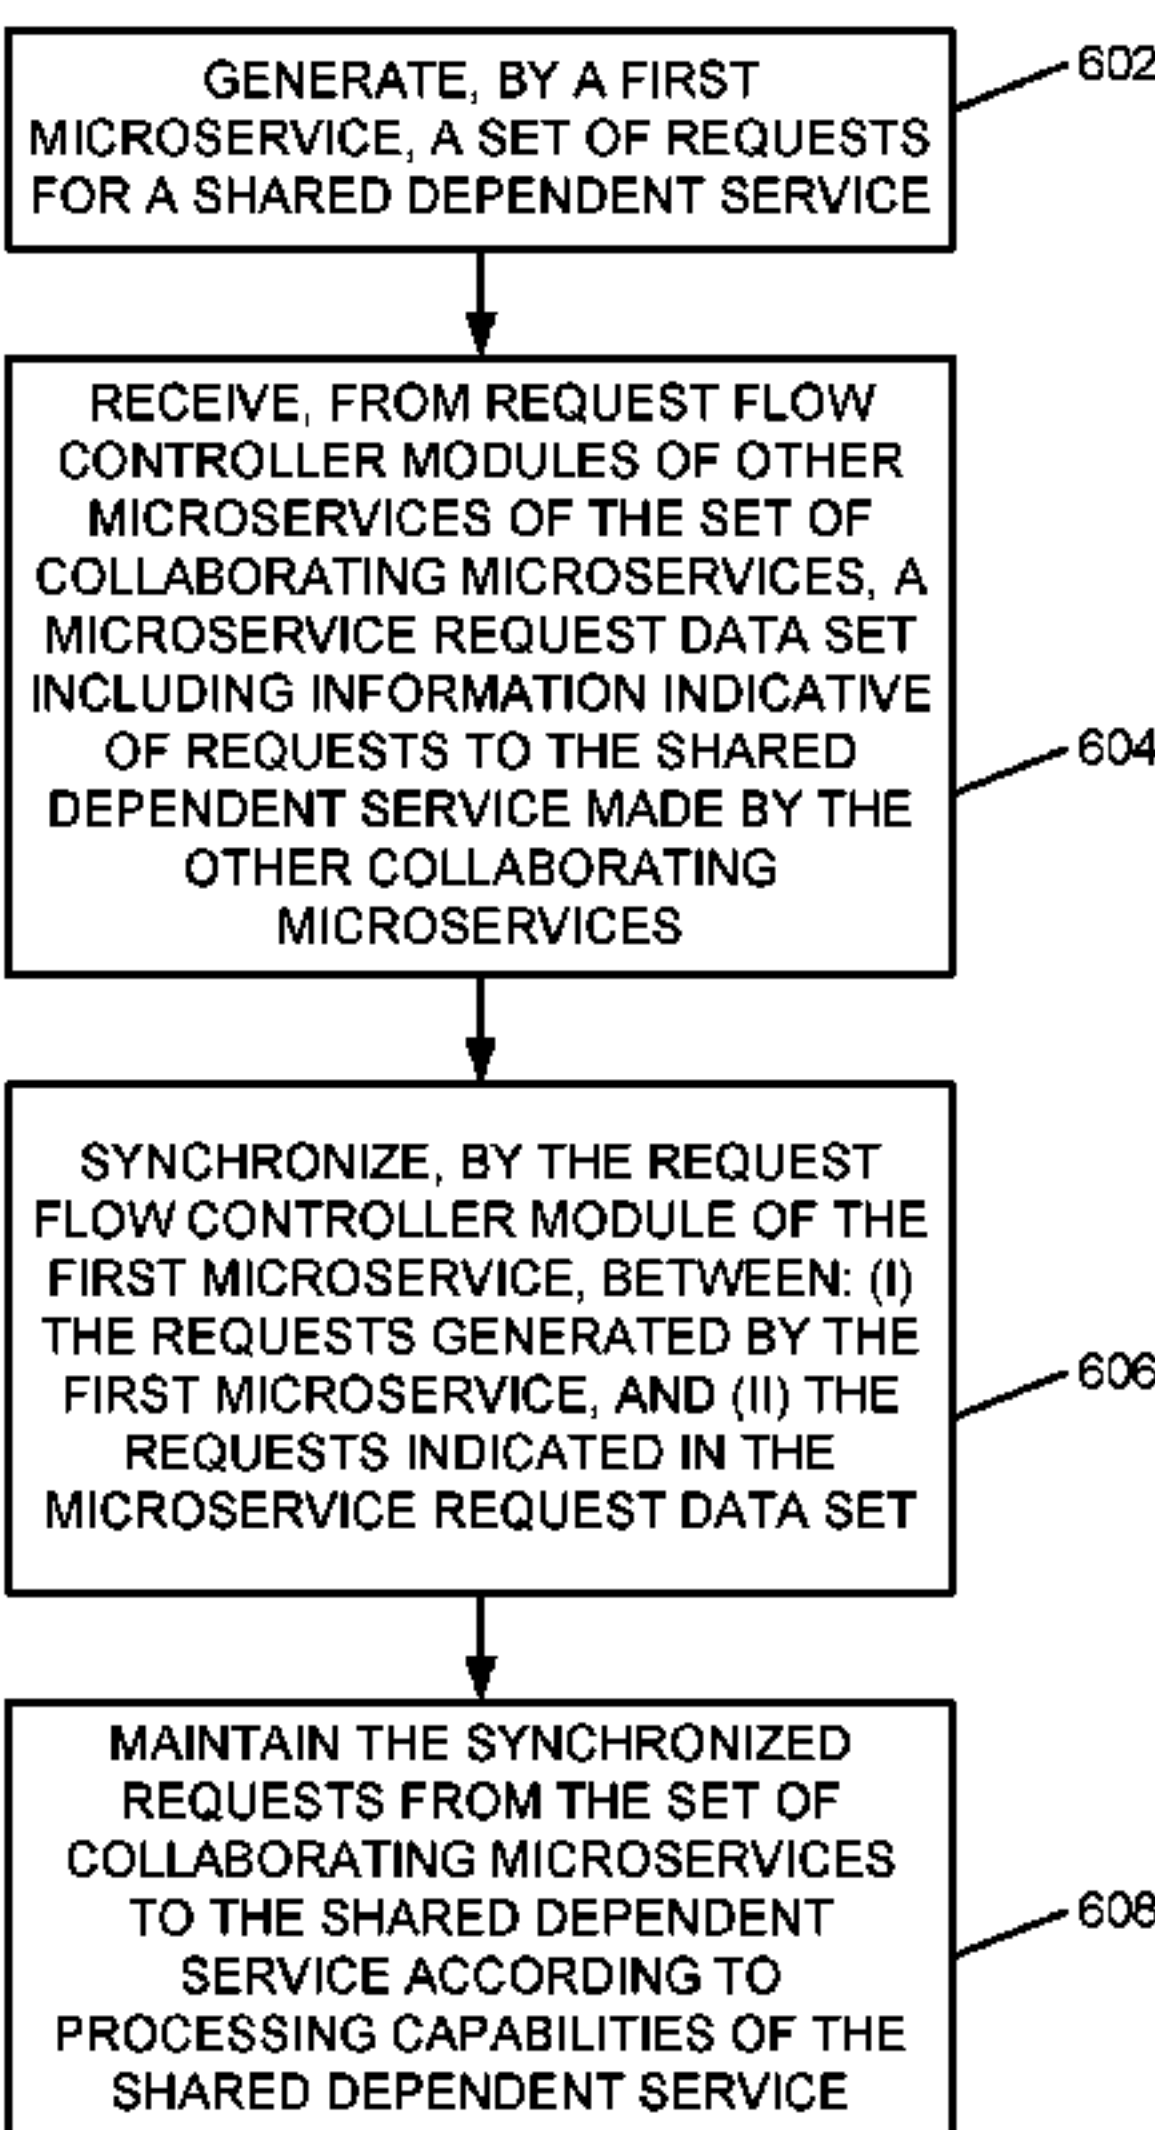 GENERATE, BY A FIRST
MICROSERVICE, A SET OF REQUESTS
FOR A SHARED DEPENDENT SERVICE
602
RECEIVE, FROM REQUEST FLOW
CONTROLLER MODULES OF OTHER
MICROSERVICES OF THE SET OF
COLLABORATING MICROSERVICES, A
MICROSERVICE REQUEST DATA SET
INCLUDING INFORMATION INDICATIVE
OF REQUESTS TO THE SHARED
DEPENDENT SERVICE MADE BY THE
OTHER COLLABORATING
MICROSERVICES
604
SYNCHRONIZE, BY THE REQUEST
FLOW CONTROLLER MODULE OF THE
FIRST MICROSERVICE, BETWEEN: (I)
THE REQUESTS GENERATED BY THE
FIRST MICROSERVICE, AND (II) THE
REQUESTS INDICATED IN THE
MICROSERVICE REQUEST DATA SET
606
MAINTAIN THE SYNCHRONIZED
REQUESTS FROM THE SET OF
COLLABORATING MICROSERVICES
TO THE SHARED DEPENDENT
SERVICE ACCORDING TO
PROCESSING CAPABILITIES OF THE
SHARED DEPENDENT SERVICE
608